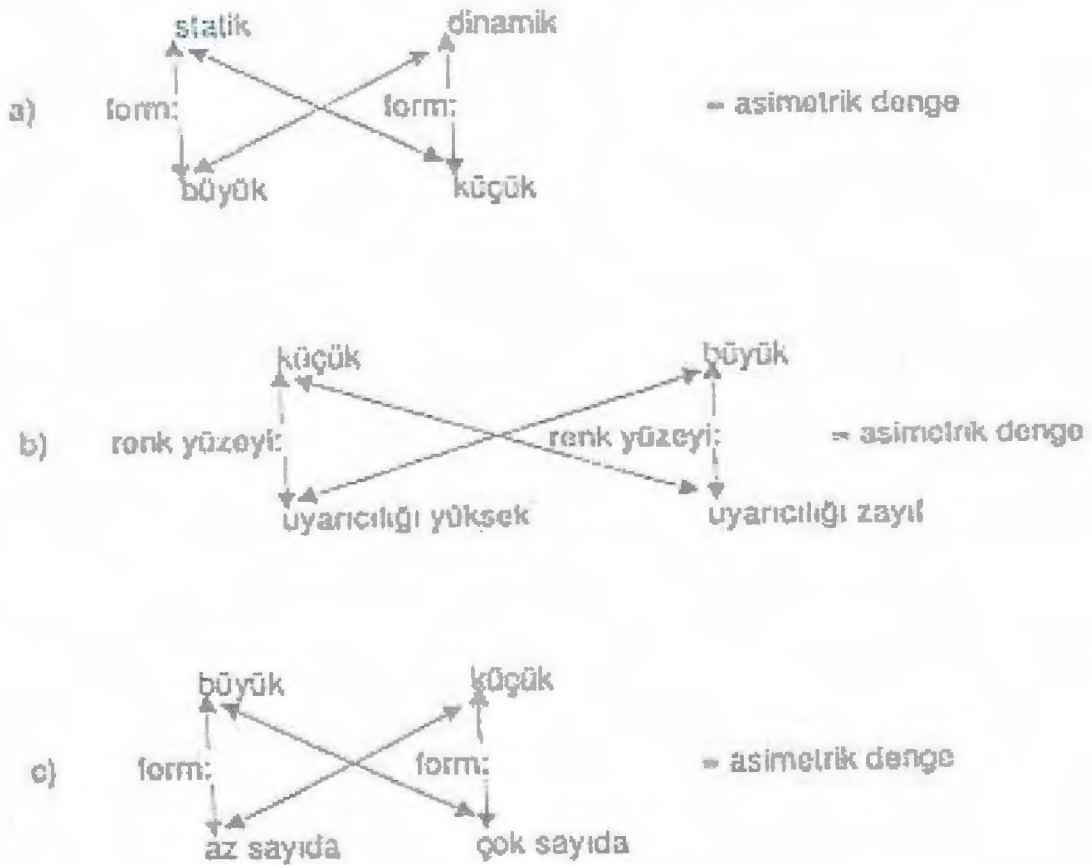 statik dinamik
a) form: form: = asimetrik denge
büyük küçük
küçük büyük
b) renk yüzeyi: renk yüzeyi: = asimetrik denge
uyarıcılığı yüksek uyarıcılığı zayıf
büyük küçük
c) form: form: = asimetrik denge
az sayıda çok sayıda